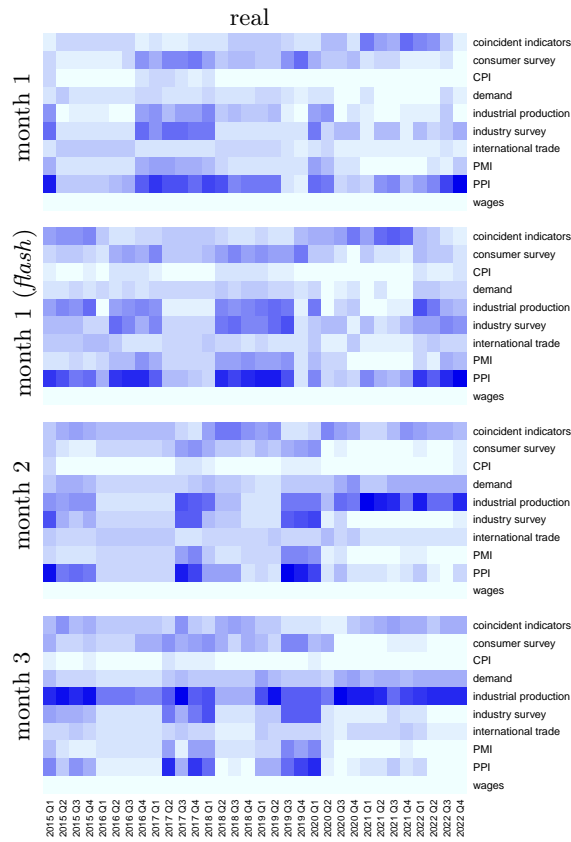 real
month 1
coincident indicators
consumer survey
CPI
demand
industrial production
industry survey
international trade
PMI
PPI
wages
month 1 (flash)
coincident indicators
consumer survey
CPI
demand
industrial production
industry survey
international trade
PMI
PPI
wages
month 2
coincident indicators
consumer survey
CPI
demand
industrial production
industry survey
international trade
PMI
PPI
wages
month 3
coincident indicators
consumer survey
CPI
demand
industrial production
industry survey
international trade
PMI
PPI
wages
2015 Q1
2015 Q2
2015 Q3
2015 Q4
2016 Q1
2016 Q2
2016 Q3
2016 Q4
2017 Q1
2017 Q2
2017 Q3
2017 Q4
2018 Q1
2018 Q2
2018 Q3
2018 Q4
2019 Q1
2019 Q2
2019 Q3
2019 Q4
2020 Q1
2020 Q2
2020 Q3
2020 Q4
2021 Q1
2021 Q2
2021 Q3
2021 Q4
2022 Q1
2022 Q2
2022 Q3
2022 Q4